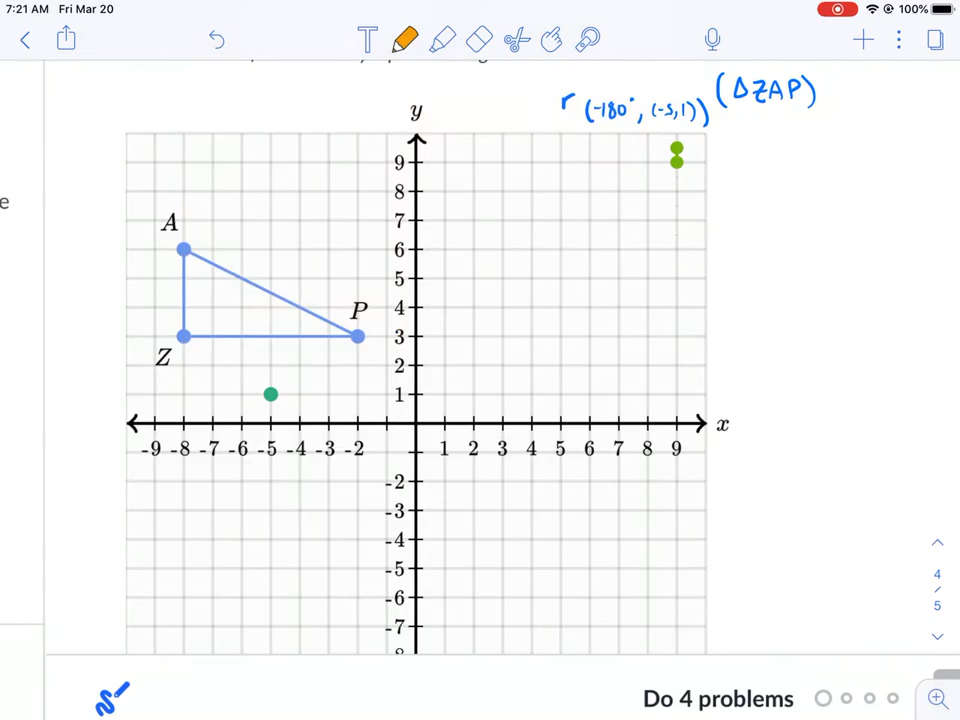 7:21 AM Fri Mar 20
100%
T
r (-180°, (-5,1)) (ΔZAP)
y
e
9
8
A
7
6
5
P
4
3
Z
2
1
x
-9 -8 -7 -6 -5 -4 -3 -2 1 2 3 4 5 6 7 8 9
-2
-3
-4
-5
-6
-7
4
/
5
Do 4 problems